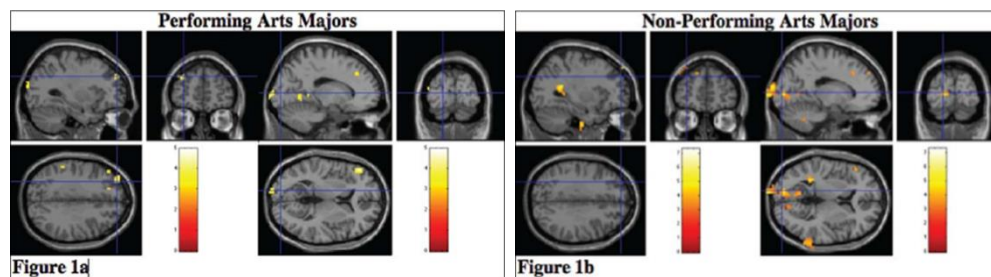 Performing Arts Majors
Figure 1a
Non-Performing Arts Majors
Figure 1b